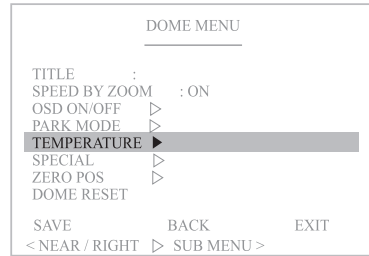 DOME MENU
TITLE :
SPEED BY ZOOM : ON
OSD ON/OFF ▷
PARK MODE ▷
TEMPERATURE ▶
SPECIAL ▷
ZERO POS ▷
DOME RESET
SAVE BACK EXIT
< NEAR / RIGHT ▷ SUB MENU >